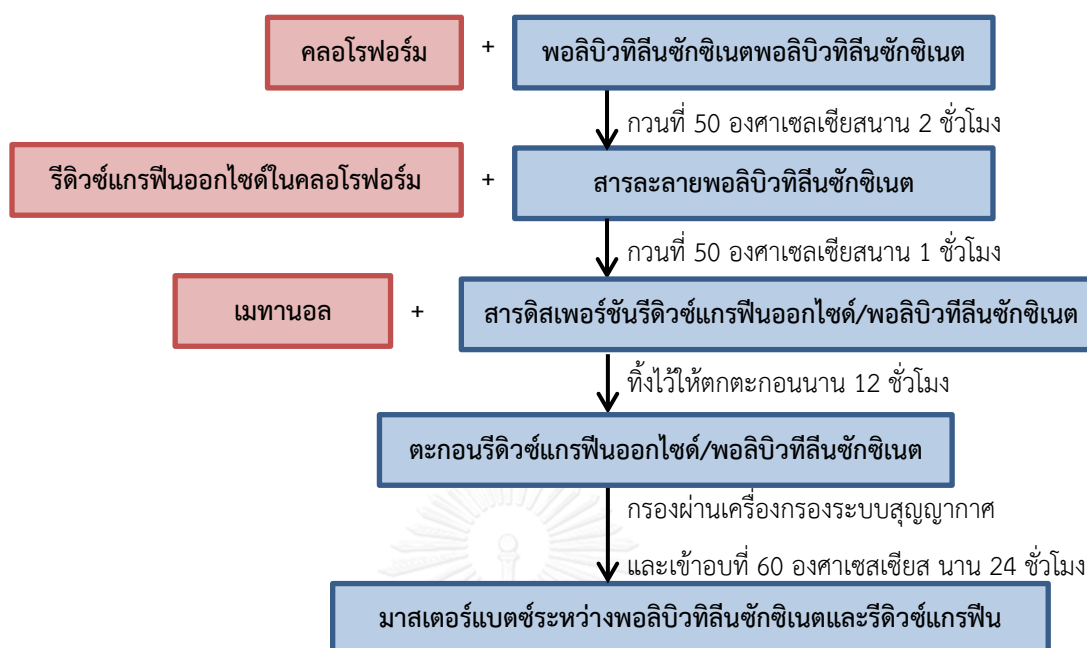 คลอโรฟอร์ม + พอลิบิวทิลีนซักซิเนตพอลิบิวทิลีนซักซิเนต
กวนที่ 50 องศาเซลเซียสนาน 2 ชั่วโมง
รีดิวซ์แกรฟีนออกไซด์ในคลอโรฟอร์ม + สารละลายพอลิบิวทิลีนซักซิเนต
กวนที่ 50 องศาเซลเซียสนาน 1 ชั่วโมง
เมทานอล + สารดิสเพอร์ชันรีดิวซ์แกรฟีนออกไซด์/พอลิบิวทีลีนซักซิเนต
ทิ้งไว้ให้ตกตะกอนนาน 12 ชั่วโมง
ตะกอนรีดิวซ์แกรฟีนออกไซด์/พอลิบิวทีลีนซักซิเนต
กรองผ่านเครื่องกรองระบบสุญญากาศ
และเข้าอบที่ 60 องศาเซสเซียส นาน 24 ชั่วโมง
มาสเตอร์แบตซ์ระหว่างพอลิบิวทิลีนซักซิเนตและรีดิวซ์แกรฟีน